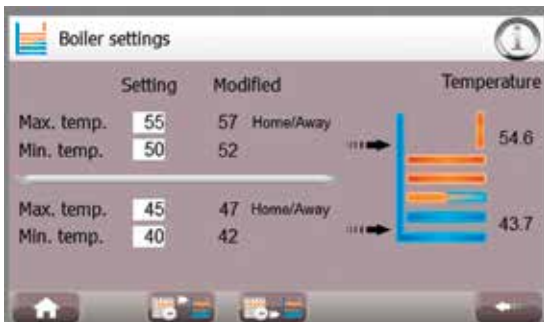 Boiler settings
Setting Modified Temperature
Max. temp. 55 57 Home/Away 54.6
Min. temp. 50 52
Max. temp. 45 47 Home/Away 43.7
Min. temp. 40 42